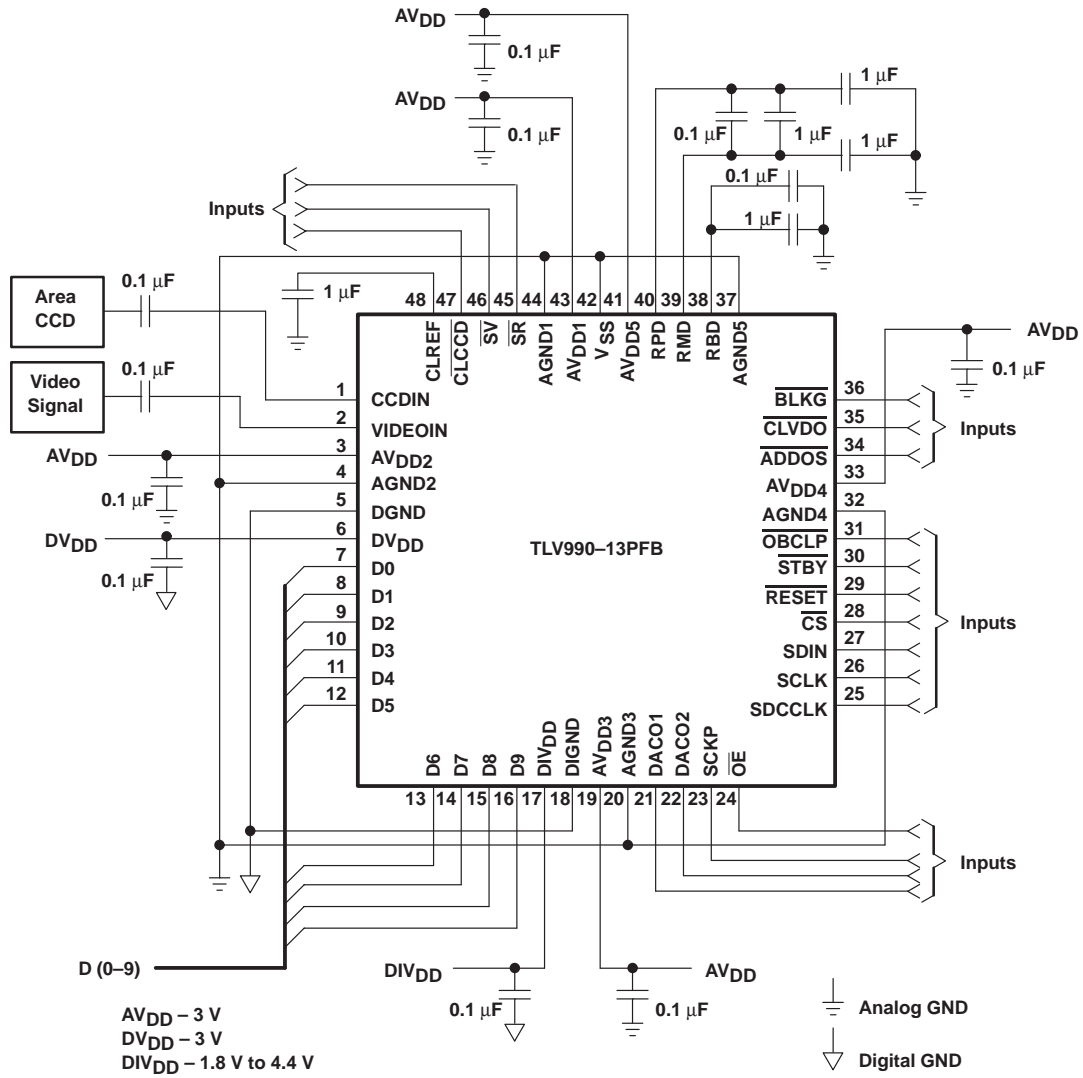 AVDD
0.1 μF
AVDD
0.1 μF
1 μF
0.1 μF
1 μF
1 μF
0.1 μF
1 μF
Inputs
Area
CCD
0.1 μF
1 μF
Video
Signal
0.1 μF
48 47 46 45 44 43 42 41 40 39 38 37
CLREF CLCCD SV SR AGND1 AVDD1 VSS AVDD5 RPD RMD RBD AGND5
AVDD
0.1 μF
1 CCDIN
2 VIDEOIN
AVDD 3 AVDD2
0.1 μF
4 AGND2
5 DGND
DVDD 6 DVDD
0.1 μF
7 D0
8 D1
9 D2
10 D3
11 D4
12 D5
TLV990–13PFB
BLKG 36
CLVDO 35
ADDOS 34
Inputs
AVDD4 33
AGND4 32
OBCLP 31
STBY 30
RESET 29
CS 28
SDIN 27
SCLK 26
SDCCLK 25
Inputs
D6 D7 D8 D9 DIVDD DIGND AVDD3 AGND3 DACO1 DACO2 SCKP OE
13 14 15 16 17 18 19 20 21 22 23 24
Inputs
D (0–9)
DIVDD
0.1 μF
AVDD
0.1 μF
AVDD – 3 V
DVDD – 3 V
DIVDD – 1.8 V to 4.4 V
Analog GND
Digital GND